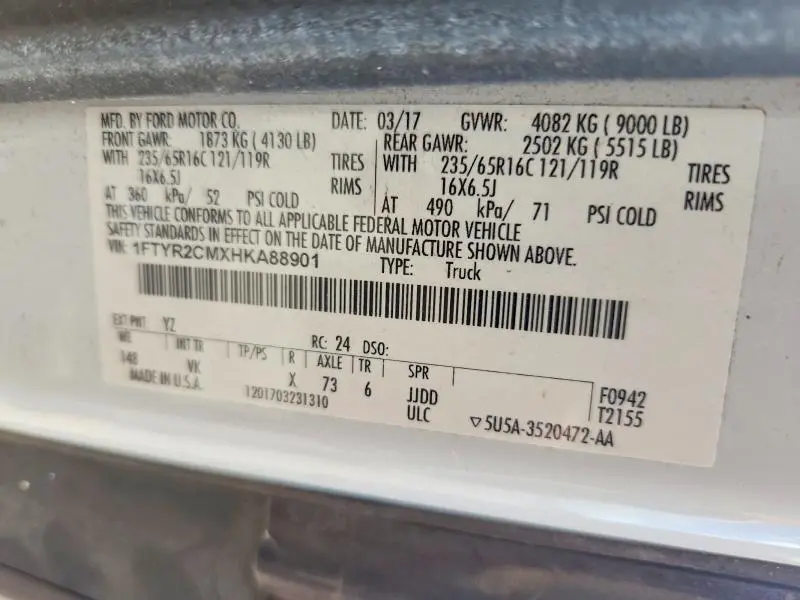 MFD. BY FORD MOTOR CO. DATE: 03/17 GVWR: 4082 KG ( 9000 LB)
FRONT GAWR: 1873 KG ( 4130 LB) REAR GAWR: 2502 KG ( 5515 LB)
WITH 235/65R16C 121/119R TIRES WITH 235/65R16C 121/119R TIRES
16X6.5J RIMS 16X6.5J RIMS
AT 360 kPa/ 52 PSI COLD AT 490 kPa/ 71 PSI COLD
THIS VEHICLE CONFORMS TO ALL APPLICABLE FEDERAL MOTOR VEHICLE
SAFETY STANDARDS IN EFFECT ON THE DATE OF MANUFACTURE SHOWN ABOVE.
VIN: 1FTYR2CMXHKA88901 TYPE: Truck
EXT PNT YZ RC: 24 DSO:
WB INT TR TP/PS R AXLE TR SPR
148 VK X 73 6 JJDD F0942
MADE IN U.S.A. 1201703231310 ULC T2155
▽5U5A-3520472-AA